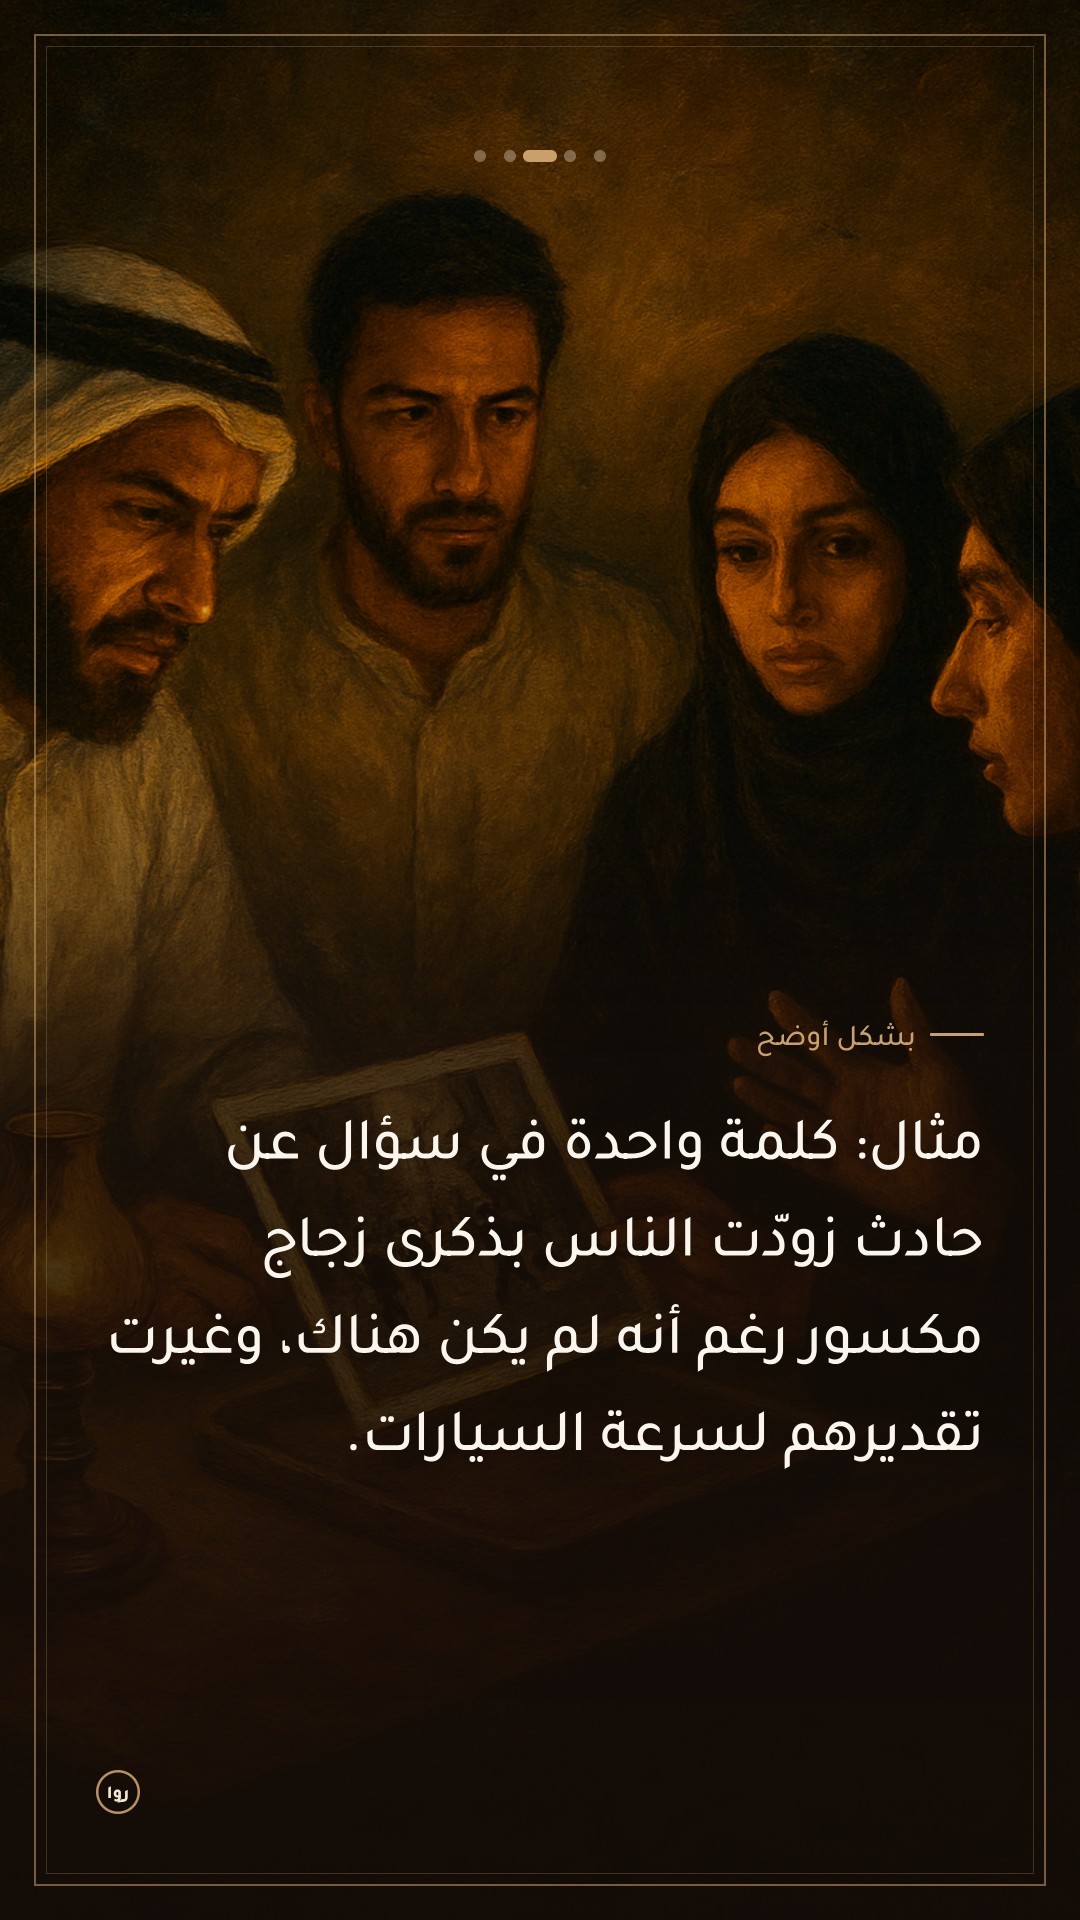 بشكل أوضح
مثال: كلمة واحدة في سؤال عن
حادث زودّت الناس بذكرى زجاج
مكسور رغم أنه لم يكن هناك، وغيرت
تقديرهم لسرعة السيارات.
روا